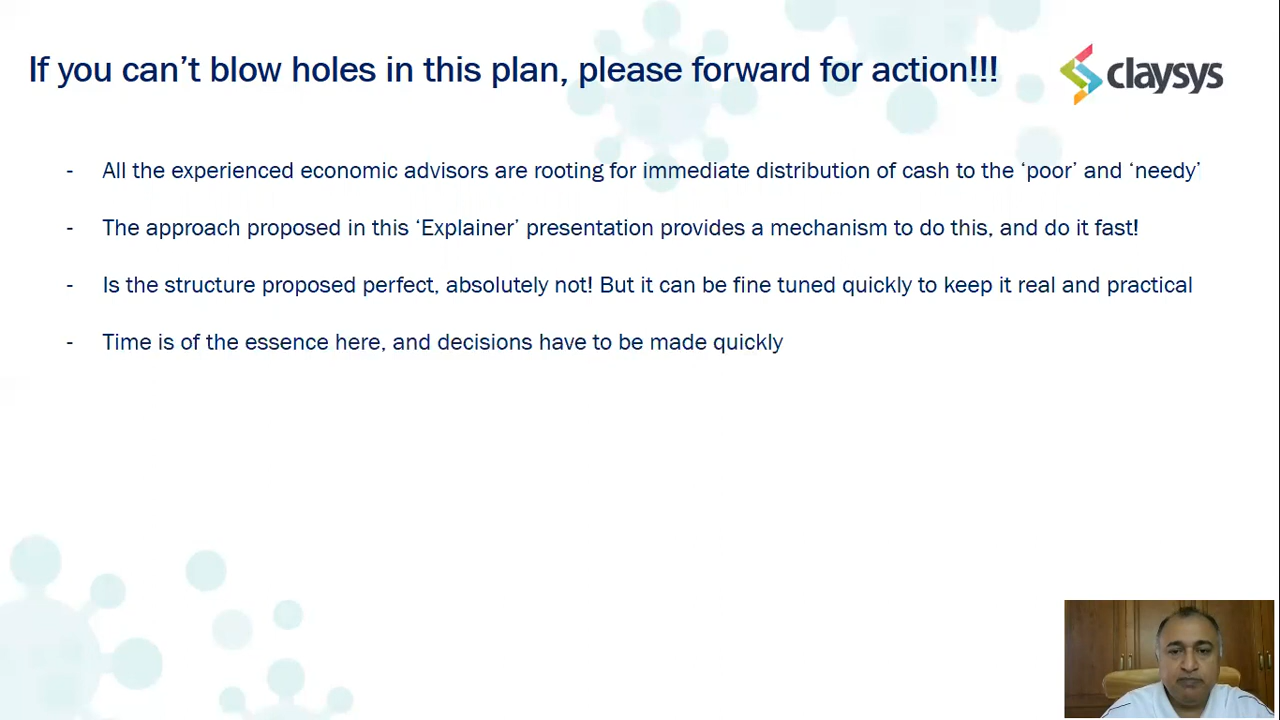 If you can't blow holes in this plan, please forward for action!!!
claysys
- All the experienced economic advisors are rooting for immediate distribution of cash to the ‘poor’ and ‘needy’
- The approach proposed in this ‘Explainer’ presentation provides a mechanism to do this, and do it fast!
- Is the structure proposed perfect, absolutely not! But it can be fine tuned quickly to keep it real and practical
- Time is of the essence here, and decisions have to be made quickly